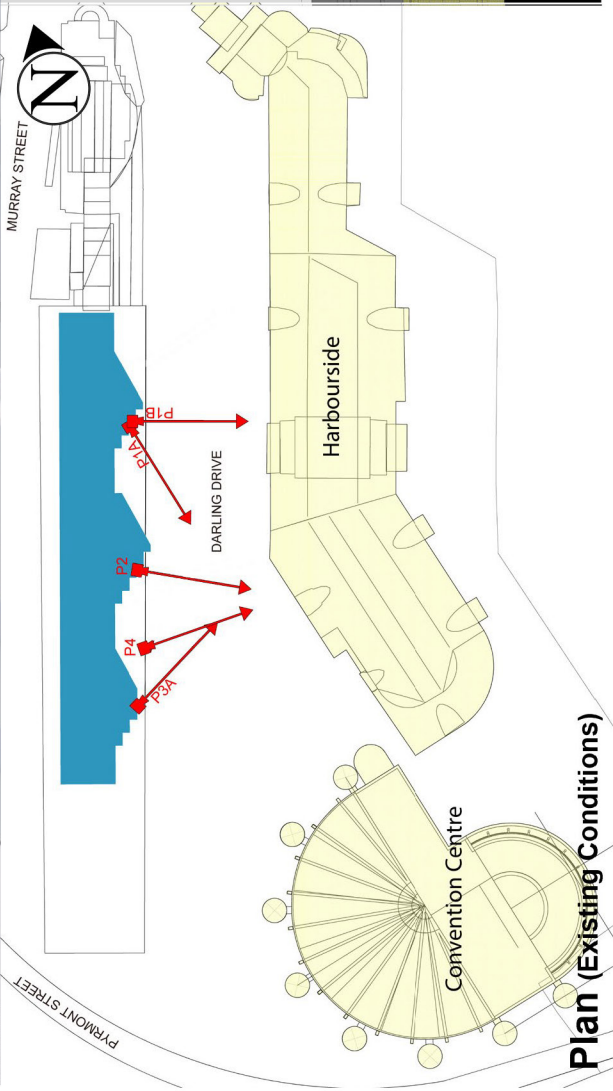 N
MURRAY STREET
P1B
P1A
DARLING DRIVE
Harbourside
P2
P4
P3A
Convention Centre
PYRMONT STREET
Plan (Existing Conditions)